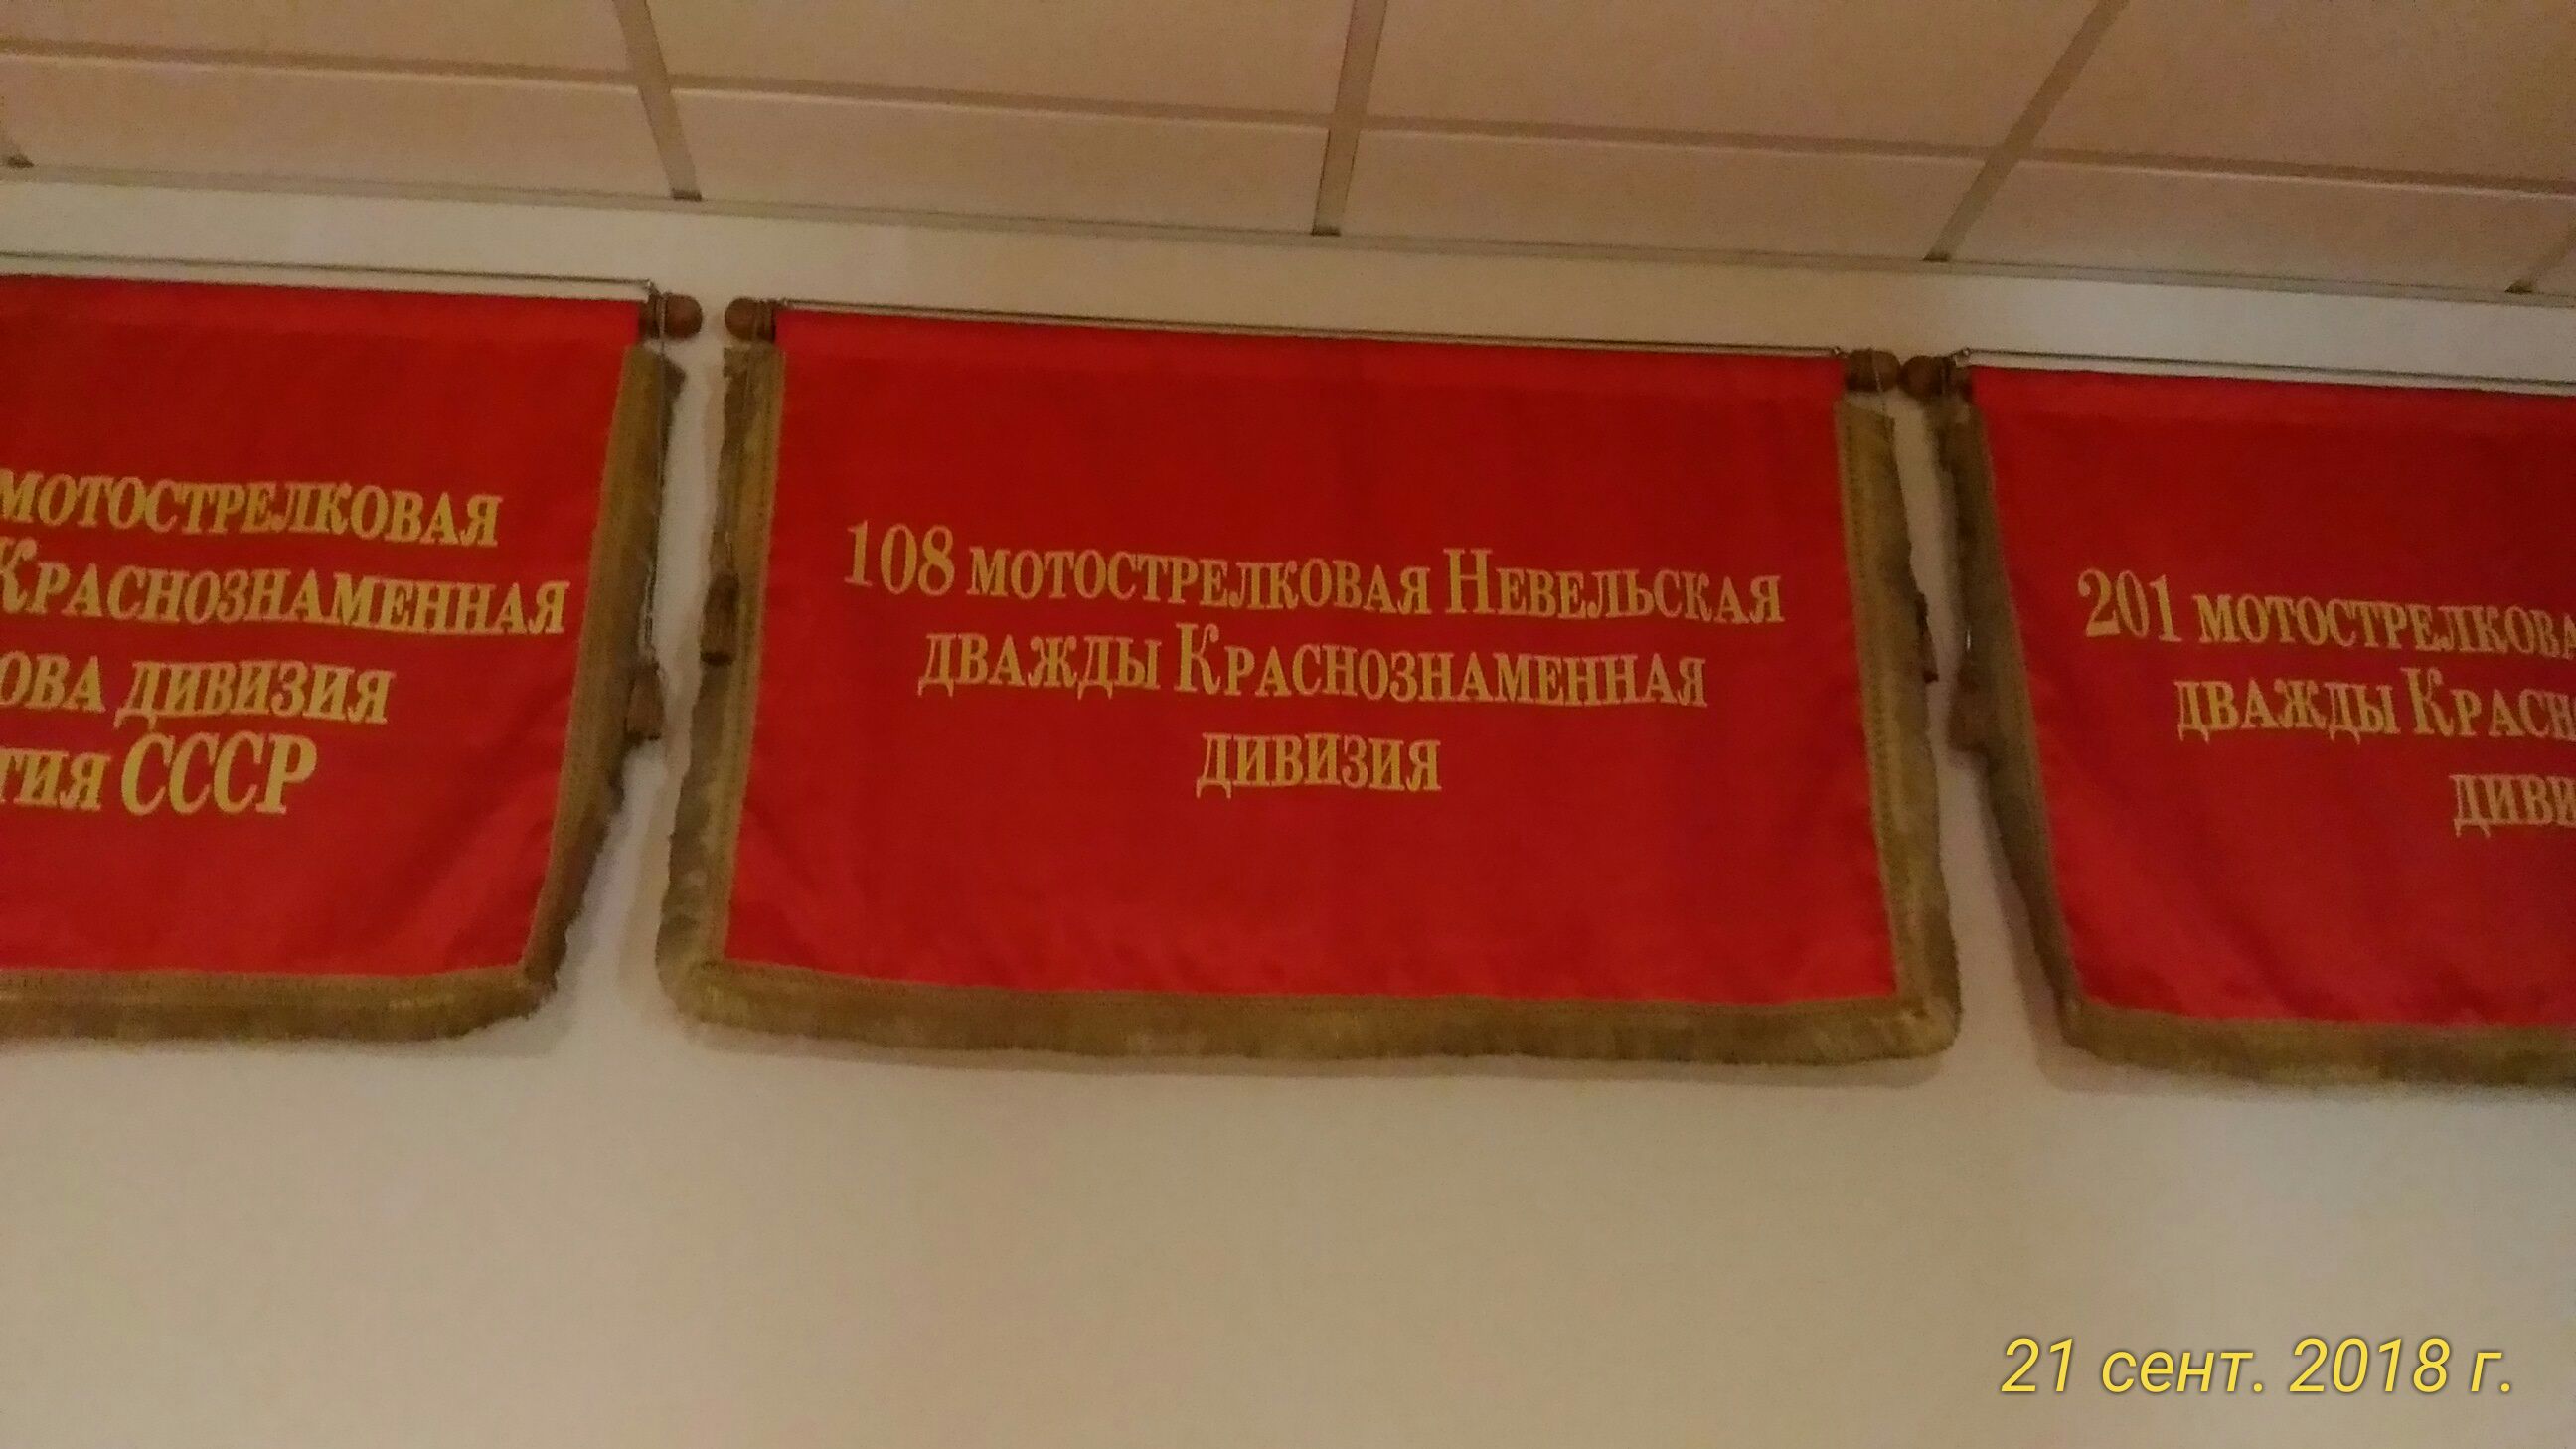 МОТОСТРЕЛКОВАЯ
КРАСНОЗНАМЕННАЯ
ОВА ДИВИЗИЯ
ТИЯ СССР
108 МОТОСТРЕЛКОВАЯ НЕВЕЛЬСКАЯ
ДВАЖДЫ КРАСНОЗНАМЕННАЯ
ДИВИЗИЯ
201 МОТОСТРЕЛКОВА
ДВАЖДЫ КРАСН
ДИВИ
21 сент. 2018 г.